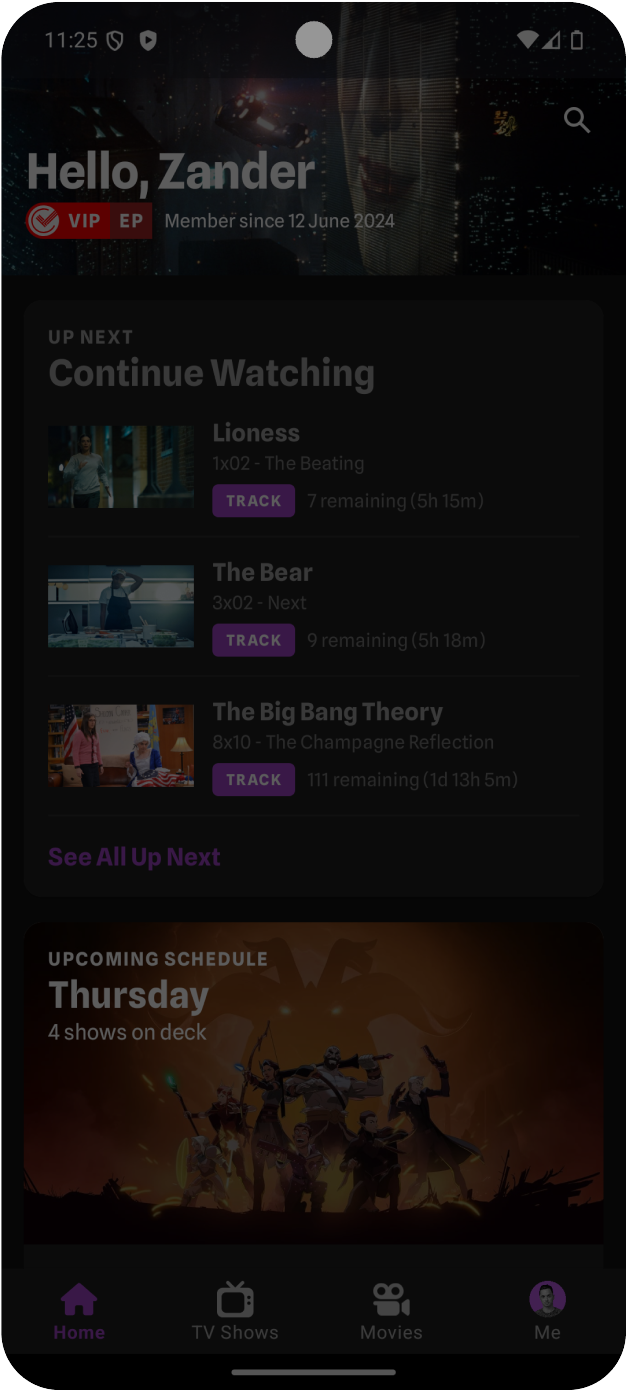 11:25
Hello, Zander
VIP EP Member since 12 June 2024
UP NEXT
Continue Watching
Lioness
1x02 - The Beating
TRACK 7 remaining (5h 15m)
The Bear
3x02 - Next
TRACK 9 remaining (5h 18m)
The Big Bang Theory
8x10 - The Champagne Reflection
TRACK 111 remaining (1d 13h 5m)
See All Up Next
UPCOMING SCHEDULE
Thursday
4 shows on deck
Home TV Shows Movies Me